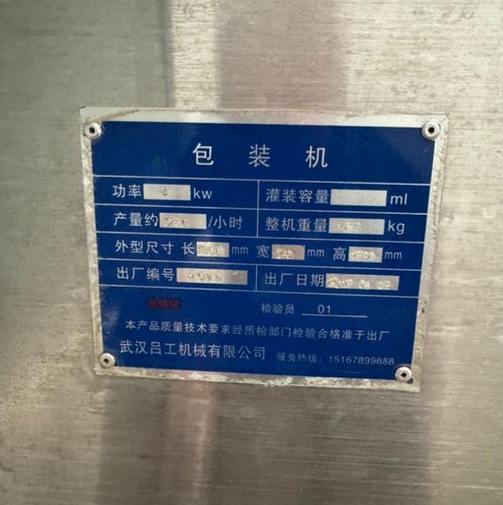 包装机
功率 kw 灌装容量 ml
产量约 /小时 整机重量 kg
外型尺寸 长 mm 宽 mm 高 mm
出厂编号 出厂日期
合格证 检验员 01
本产品质量技术要求经质检部门检验合格准于出厂
武汉吕工机械有限公司 服务热线:15167899688